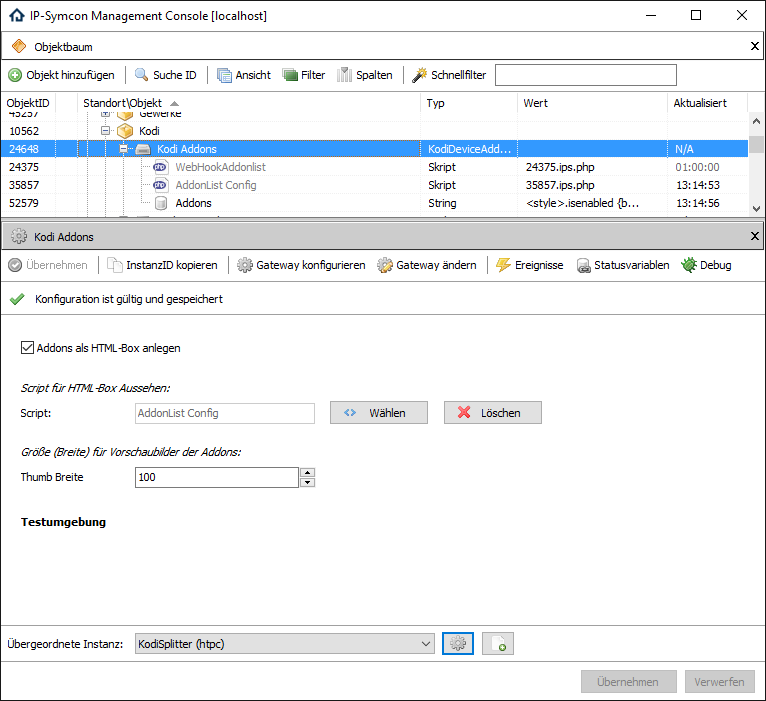 IP-Symcon Management Console [localhost]
Objektbaum
Objekt hinzufügen Suche ID Ansicht Filter Spalten Schnellfilter
ObjektID Standort\Objekt Typ Wert Aktualisiert
45257 Gewerke
10562 Kodi
24648 Kodi Addons KodiDeviceAdd... N/A
24375 WebHookAddonlist Skript 24375.ips.php 01:00:00
35857 AddonList Config Skript 35857.ips.php 13:14:53
52579 Addons String <style>.isenabled {b... 13:14:56
Kodi Addons
Übernehmen InstanzID kopieren Gateway konfigurieren Gateway ändern Ereignisse Statusvariablen Debug
Konfiguration ist gültig und gespeichert
Addons als HTML-Box anlegen
Script für HTML-Box Aussehen:
Script: AddonList Config Wählen Löschen
Größe (Breite) für Vorschaubilder der Addons:
Thumb Breite 100
Testumgebung
Übergeordnete Instanz: KodiSplitter (htpc)
Übernehmen Verwerfen